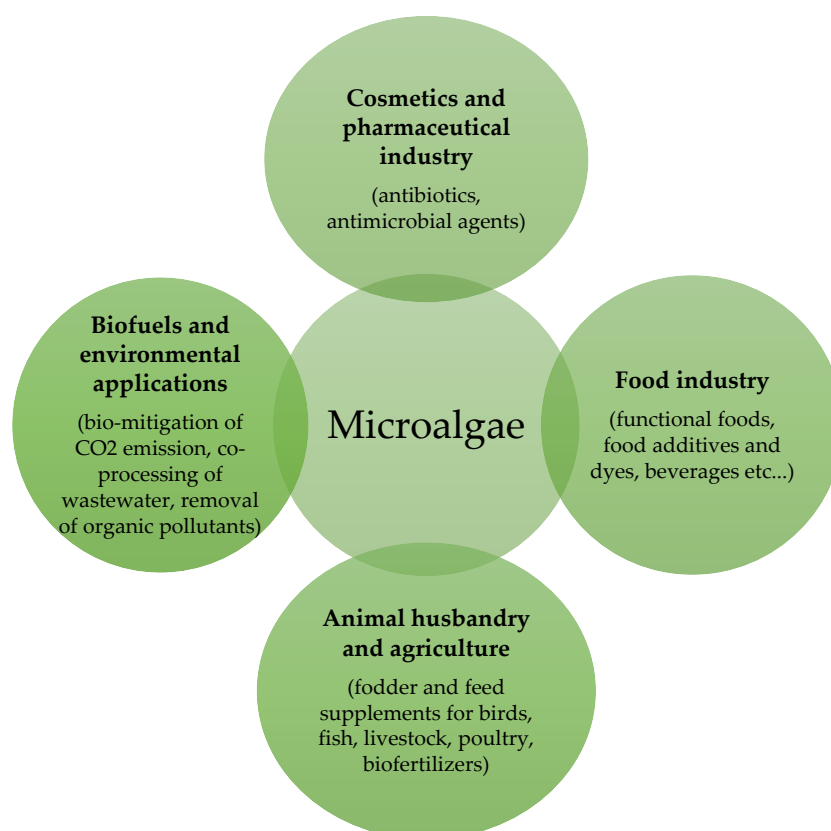 Cosmetics and
pharmaceutical
industry
(antibiotics,
antimicrobial agents)
Biofuels and
environmental
applications
(bio-mitigation of
CO2 emission, co-
processing of
wastewater, removal
of organic pollutants)
Microalgae
Food industry
(functional foods,
food additives and
dyes, beverages etc...)
Animal husbandry
and agriculture
(fodder and feed
supplements for birds,
fish, livestock, poultry,
biofertilizers)